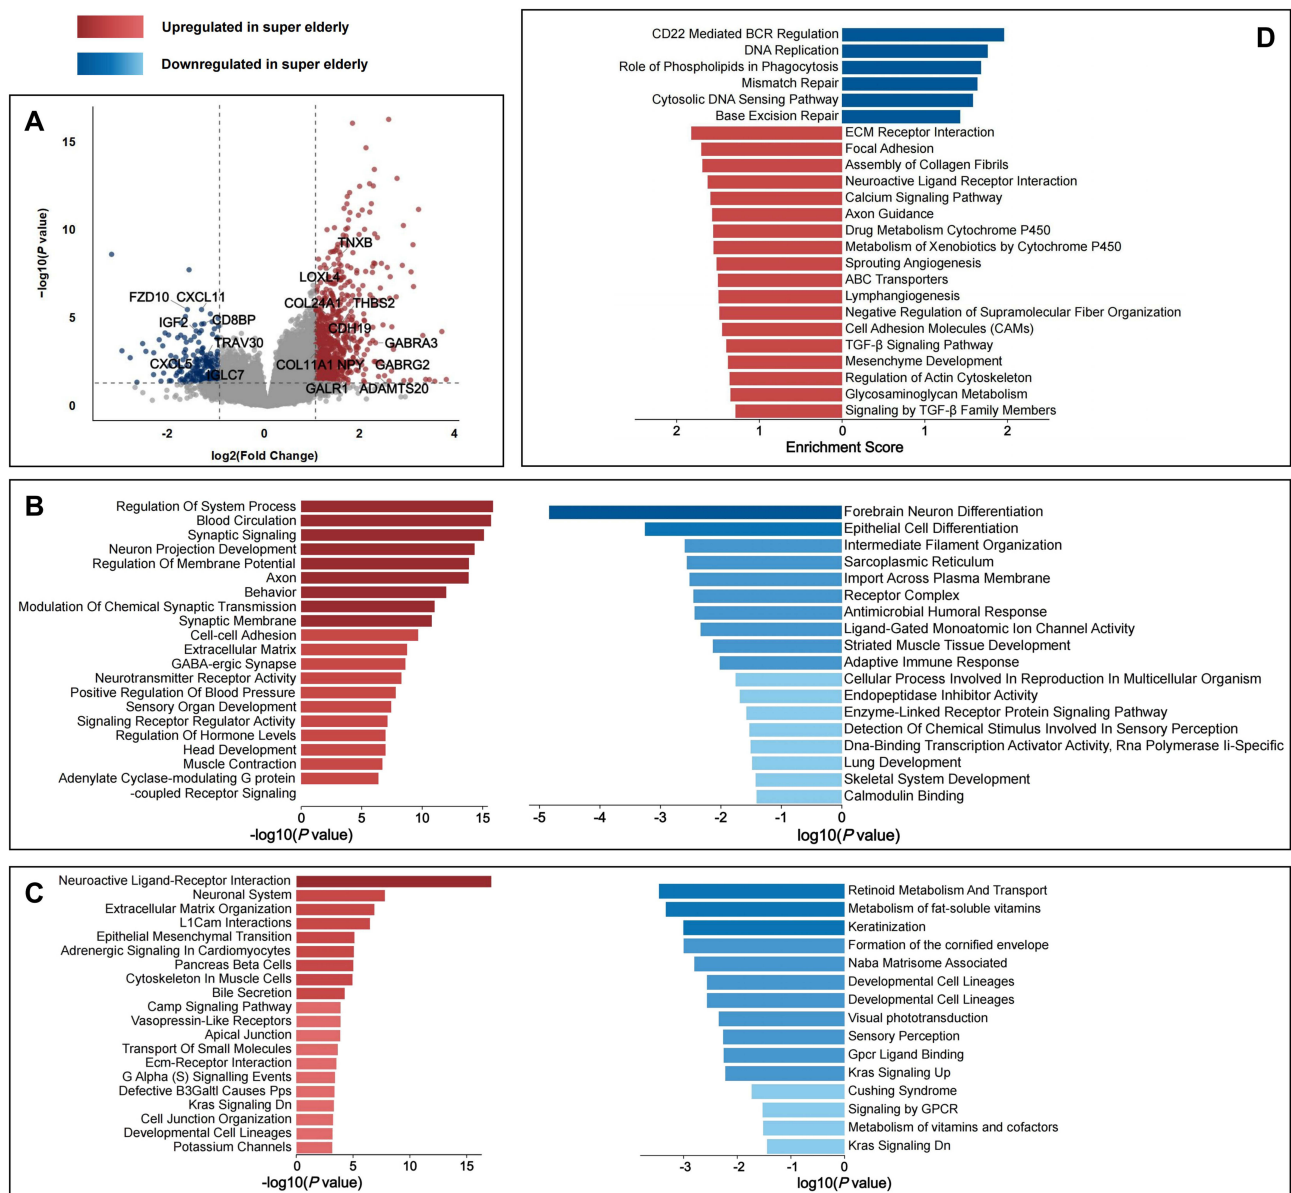 Upregulated in super elderly
Downregulated in super elderly
A
15
10
5
0
−log10(P value)
TNXB
LOXL4
COL24A1 THBS2
CDH19
GABRA3
COL11A1 NPY GABRG2
GALR1 ADAMTS20
FZD10 CXCL11
IGF2 CD8BP
TRAV30
CXCL5
IGLC7
-2 0 2 4
log2(Fold Change)
D
CD22 Mediated BCR Regulation
DNA Replication
Role of Phospholipids in Phagocytosis
Mismatch Repair
Cytosolic DNA Sensing Pathway
Base Excision Repair
ECM Receptor Interaction
Focal Adhesion
Assembly of Collagen Fibrils
Neuroactive Ligand Receptor Interaction
Calcium Signaling Pathway
Axon Guidance
Drug Metabolism Cytochrome P450
Metabolism of Xenobiotics by Cytochrome P450
Sprouting Angiogenesis
ABC Transporters
Lymphangiogenesis
Negative Regulation of Supramolecular Fiber Organization
Cell Adhesion Molecules (CAMs)
TGF-β Signaling Pathway
Mesenchyme Development
Regulation of Actin Cytoskeleton
Glycosaminoglycan Metabolism
Signaling by TGF-β Family Members
2 1 0 1 2
Enrichment Score
B
Regulation Of System Process
Blood Circulation
Synaptic Signaling
Neuron Projection Development
Regulation Of Membrane Potential
Axon
Behavior
Modulation Of Chemical Synaptic Transmission
Synaptic Membrane
Cell-cell Adhesion
Extracellular Matrix
GABA-ergic Synapse
Neurotransmitter Receptor Activity
Positive Regulation Of Blood Pressure
Sensory Organ Development
Signaling Receptor Regulator Activity
Regulation Of Hormone Levels
Head Development
Muscle Contraction
Adenylate Cyclase-modulating G protein
-coupled Receptor Signaling
0 5 10 15
-log10(P value)
Forebrain Neuron Differentiation
Epithelial Cell Differentiation
Intermediate Filament Organization
Sarcoplasmic Reticulum
Import Across Plasma Membrane
Receptor Complex
Antimicrobial Humoral Response
Ligand-Gated Monoatomic Ion Channel Activity
Striated Muscle Tissue Development
Adaptive Immune Response
Cellular Process Involved In Reproduction In Multicellular Organism
Endopeptidase Inhibitor Activity
Enzyme-Linked Receptor Protein Signaling Pathway
Detection Of Chemical Stimulus Involved In Sensory Perception
Dna-Binding Transcription Activator Activity, Rna Polymerase Ii-Specific
Lung Development
Skeletal System Development
Calmodulin Binding
-5 -4 -3 -2 -1 0
log10(P value)
C
Neuroactive Ligand-Receptor Interaction
Neuronal System
Extracellular Matrix Organization
L1Cam Interactions
Epithelial Mesenchymal Transition
Adrenergic Signaling In Cardiomyocytes
Pancreas Beta Cells
Cytoskeleton In Muscle Cells
Bile Secretion
Camp Signaling Pathway
Vasopressin-Like Receptors
Apical Junction
Transport Of Small Molecules
Ecm-Receptor Interaction
G Alpha (S) Signalling Events
Defective B3Galtl Causes Pps
Kras Signaling Dn
Cell Junction Organization
Developmental Cell Lineages
Potassium Channels
0 5 10 15
-log10(P value)
Retinoid Metabolism And Transport
Metabolism of fat-soluble vitamins
Keratinization
Formation of the cornified envelope
Naba Matrisome Associated
Developmental Cell Lineages
Developmental Cell Lineages
Visual phototransduction
Sensory Perception
Gpcr Ligand Binding
Kras Signaling Up
Cushing Syndrome
Signaling by GPCR
Metabolism of vitamins and cofactors
Kras Signaling Dn
-3 -2 -1 0
log10(P value)